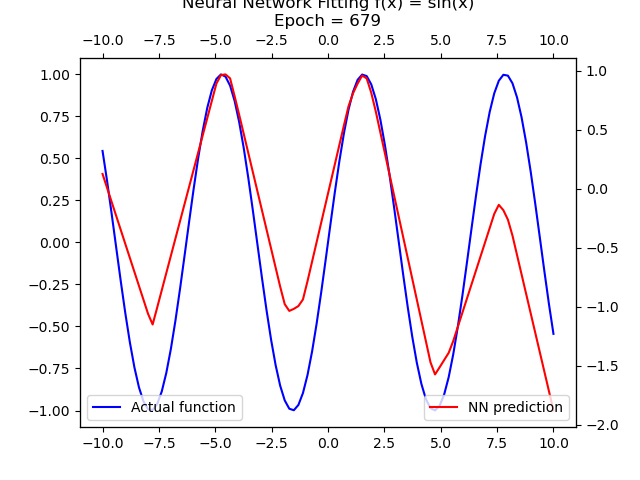 Neural Network Fitting f(x) = sin(x)
Epoch = 679
−10.0 −7.5 −5.0 −2.5 0.0 2.5 5.0 7.5 10.0
1.00 1.0
0.75
0.50 0.5
0.25
0.00 0.0
−0.25
−0.5
−0.50
−1.0
−0.75
−1.5
−1.00
−2.0
Actual function
NN prediction
−10.0 −7.5 −5.0 −2.5 0.0 2.5 5.0 7.5 10.0